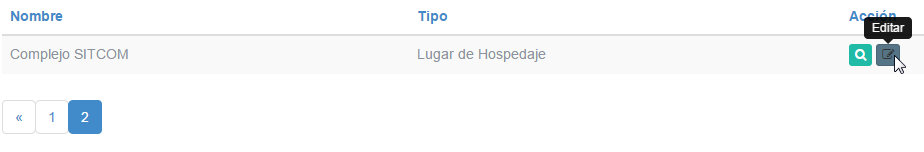 Nombre Tipo Acción
Editar
Complejo SITCOM Lugar de Hospedaje
« 1 2